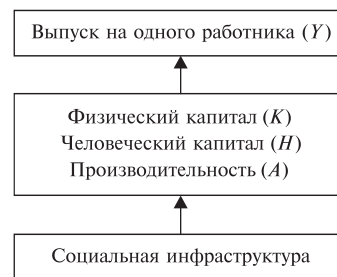 Выпуск на одного работника (Y)
Физический капитал (K)
Человеческий капитал (H)
Производительность (A)
Социальная инфраструктура